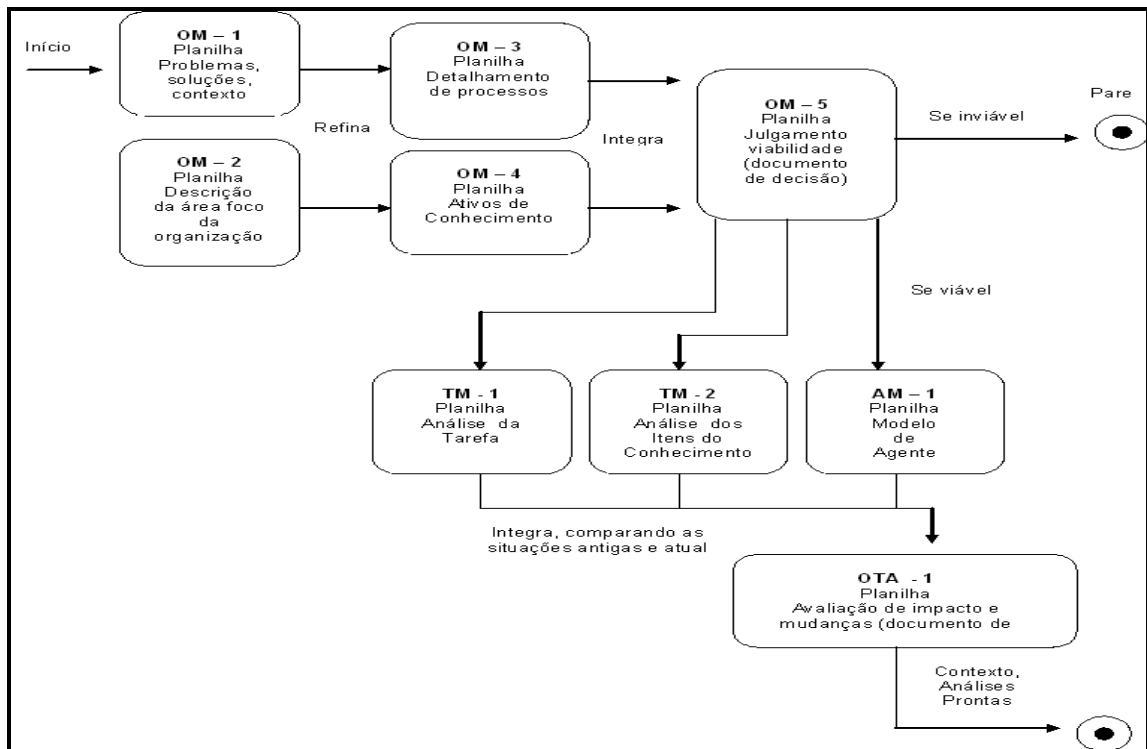 Início
OM – 1
Planilha
Problemas,
soluções,
contexto
OM – 3
Planilha
Detalhamento
de processos
Refina
OM – 2
Planilha
Descrição
da área foco
da
organização
OM – 4
Planilha
Ativos de
Conhecimento
Integra
OM – 5
Planilha
Julgamento
viabilidade
(documento
de decisão)
Se inviável
Pare
Se viável
TM - 1
Planilha
Análise da
Tarefa
TM - 2
Planilha
Análise dos
Itens do
Conhecimento
AM – 1
Planilha
Modelo
de
Agente
Integra, comparando as
situações antigas e atual
OTA - 1
Planilha
Avaliação de impacto e
mudanças (documento de
Contexto,
Análises
Prontas